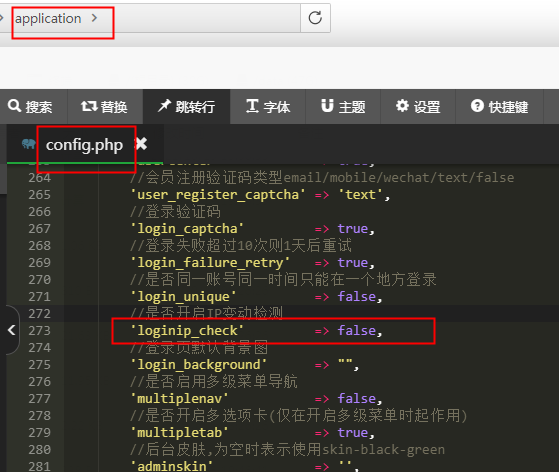 application
搜索 替换 跳转行 字体 主题 设置 快捷键
config.php
264 //会员注册验证码类型email/mobile/wechat/text/false
265 'user_register_captcha' => 'text',
266 //登录验证码
267 'login_captcha' => true,
268 //登录失败超过10次则1天后重试
269 'login_failure_retry' => true,
270 //是否同一账号同一时间只能在一个地方登录
271 'login_unique' => false,
272 //是否开启IP变动检测
273 'loginip_check' => false,
274 //登录页默认背景图
275 'login_background' => "",
276 //是否启用多级菜单导航
277 'multiplenav' => false,
278 //是否开启多选项卡(仅在开启多级菜单时起作用)
279 'multipletab' => true,
280 //后台皮肤,为空时表示使用skin-black-green
281 'adminskin' => '',